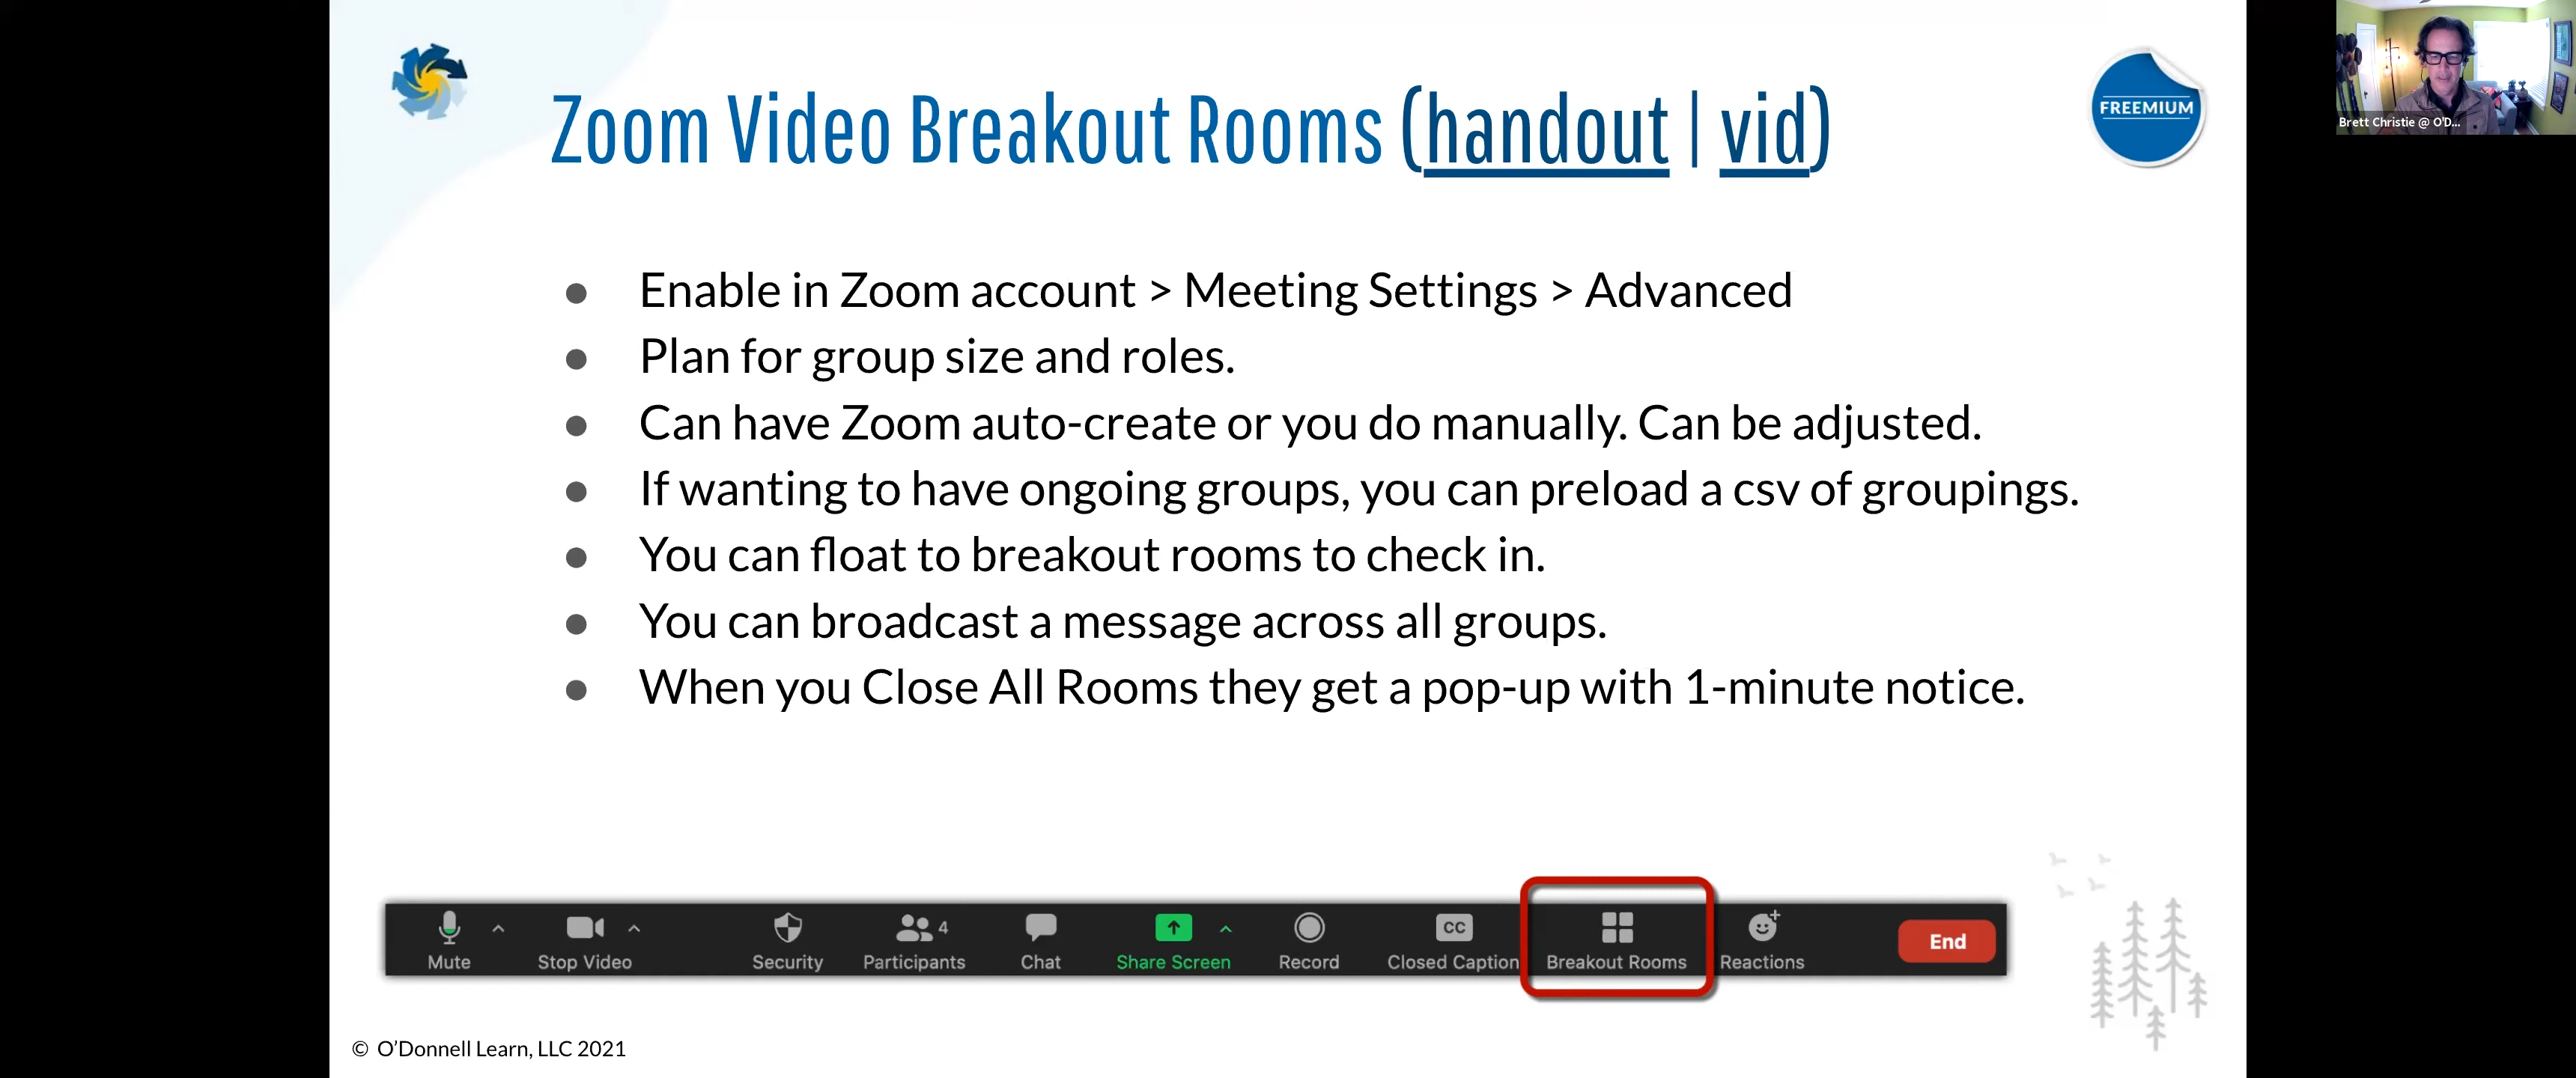 Zoom Video Breakout Rooms (handout | vid)
FREEMIUM
Brett Christie @ O'D...
● Enable in Zoom account > Meeting Settings > Advanced
● Plan for group size and roles.
● Can have Zoom auto-create or you do manually. Can be adjusted.
● If wanting to have ongoing groups, you can preload a csv of groupings.
● You can float to breakout rooms to check in.
● You can broadcast a message across all groups.
● When you Close All Rooms they get a pop-up with 1-minute notice.
4
CC
Mute Stop Video Security Participants Chat Share Screen Record Closed Caption Breakout Rooms Reactions End
© O'Donnell Learn, LLC 2021